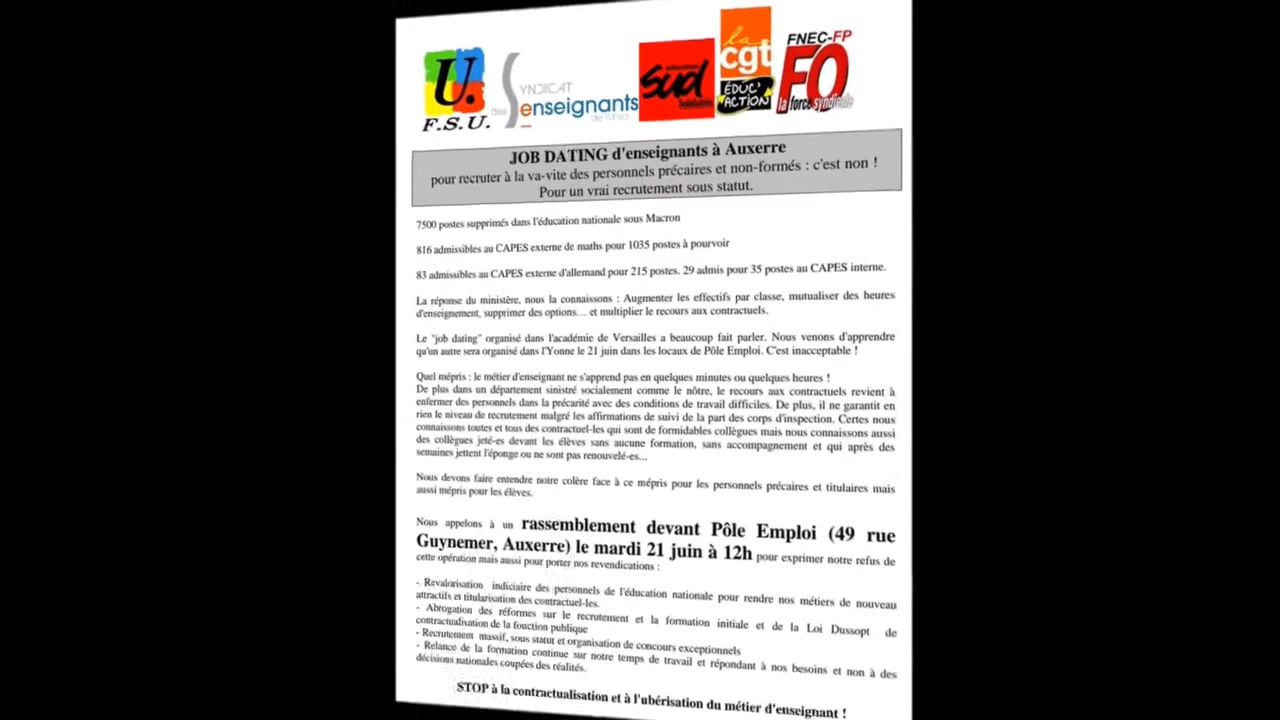 U.
F.S.U.
SYNDICAT
des Enseignants
de l'Unsa
éducation
Sud
Solidaires
la
cgt
ÉDUC'
ACTION
FNEC-FP
FO
la force syndicale
JOB DATING d'enseignants à Auxerre
pour recruter à la va-vite des personnels précaires et non-formés : c'est non !
Pour un vrai recrutement sous statut.
7500 postes supprimés dans l'éducation nationale sous Macron
816 admissibles au CAPES externe de maths pour 1035 postes à pourvoir
83 admissibles au CAPES externe d'allemand pour 215 postes. 29 admis pour 35 postes au CAPES interne.
La réponse du ministère, nous la connaissons : Augmenter les effectifs par classe, mutualiser des heures
d'enseignement, supprimer des options… et multiplier le recours aux contractuels.
Le "job dating" organisé dans l'académie de Versailles a beaucoup fait parler. Nous venons d'apprendre
qu'un autre sera organisé dans l'Yonne le 21 juin dans les locaux de Pôle Emploi. C'est inacceptable !
Quel mépris : le métier d'enseignant ne s'apprend pas en quelques minutes ou quelques heures !
De plus dans un département sinistré socialement comme le nôtre, le recours aux contractuels revient à
enfermer des personnels dans la précarité avec des conditions de travail difficiles. De plus, il ne garantit en
rien le niveau de recrutement malgré les affirmations de suivi de la part des corps d'inspection. Certes nous
connaissons toutes et tous des contractuel-les qui sont de formidables collègues mais nous connaissons aussi
des collègues jeté-es devant les élèves sans aucune formation, sans accompagnement et qui après des
semaines jettent l'éponge ou ne sont pas renouvelé-es...
Nous devons faire entendre notre colère face à ce mépris pour les personnels précaires et titulaires mais
aussi mépris pour les élèves.
Nous appelons à un rassemblement devant Pôle Emploi (49 rue
Guynemer, Auxerre) le mardi 21 juin à 12h pour exprimer notre refus de
cette opération mais aussi pour porter nos revendications :
- Revalorisation indiciaire des personnels de l'éducation nationale pour rendre nos métiers de nouveau
attractifs et titularisation des contractuel-les.
- Abrogation des réformes sur le recrutement et la formation initiale et de la Loi Dussopt de
contractualisation de la fonction publique
- Recrutement massif, sous statut et organisation de concours exceptionnels
- Relance de la formation continue sur notre temps de travail et répondant à nos besoins et non à des
décisions nationales coupées des réalités.
STOP à la contractualisation et à l'ubérisation du métier d'enseignant !